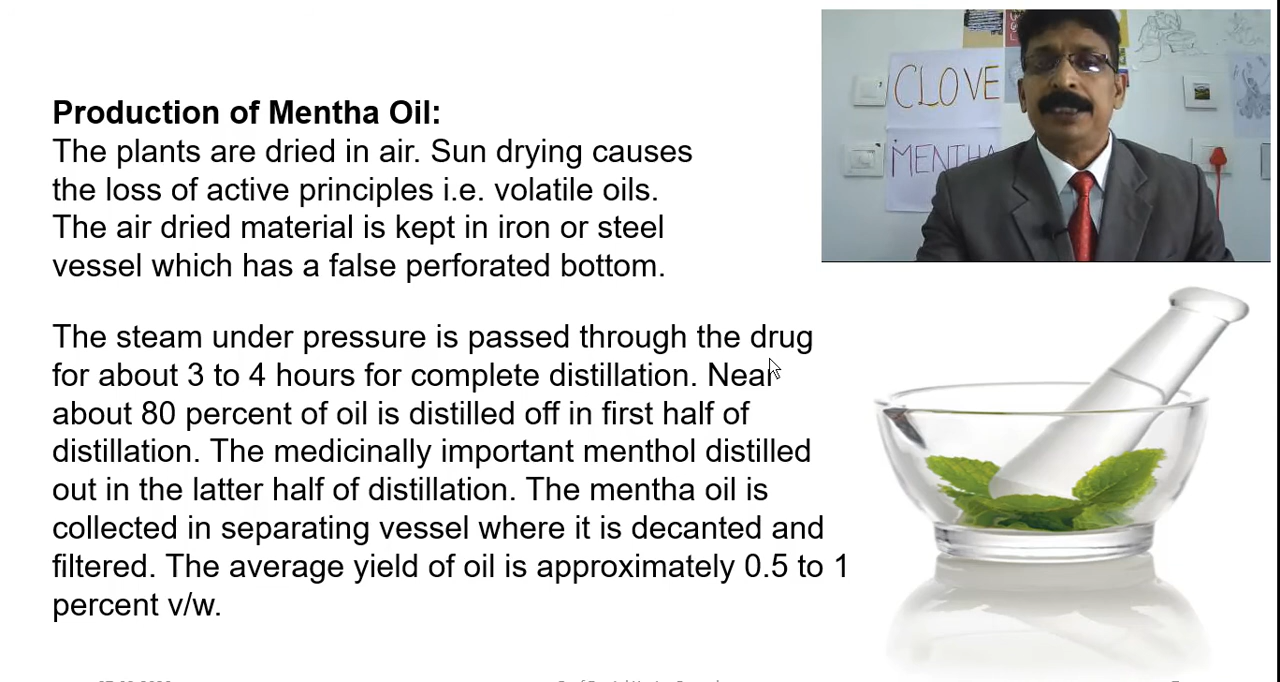 Production of Mentha Oil:
The plants are dried in air. Sun drying causes
the loss of active principles i.e. volatile oils.
The air dried material is kept in iron or steel
vessel which has a false perforated bottom.
The steam under pressure is passed through the drug
for about 3 to 4 hours for complete distillation. Near
about 80 percent of oil is distilled off in first half of
distillation. The medicinally important menthol distilled
out in the latter half of distillation. The mentha oil is
collected in separating vessel where it is decanted and
filtered. The average yield of oil is approximately 0.5 to 1
percent v/w.
CLOVE
MENTHA